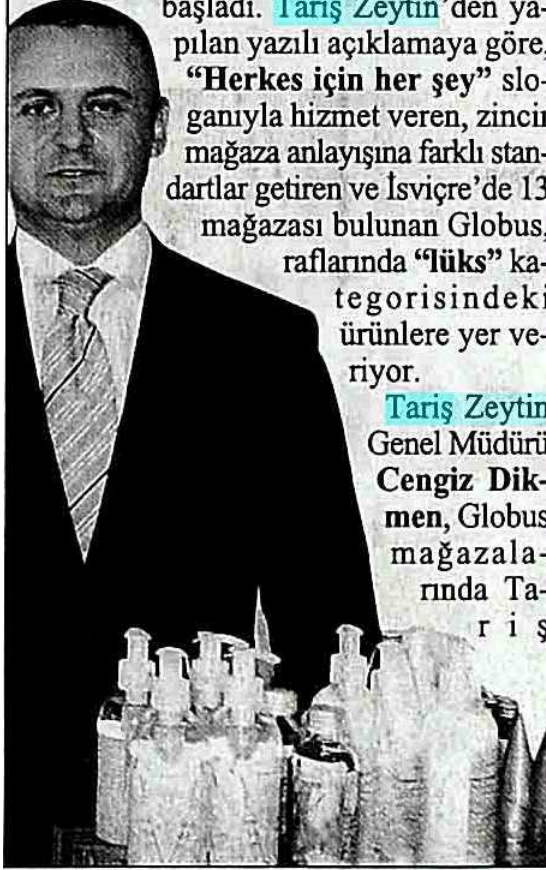 başladı. Tariş Zeytin'den ya-
pılan yazılı açıklamaya göre,
“Herkes için her şey” slo-
ganıyla hizmet veren, zincir
mağaza anlayışına farklı stan-
dartlar getiren ve İsviçre'de 13
mağazası bulunan Globus,
raflarında “lüks” ka-
tegorisindeki
ürünlere yer ve-
riyor.
Tariş Zeytin
Genel Müdürü
Cengiz Dik-
men, Globus
mağazala-
rında Ta-
riş